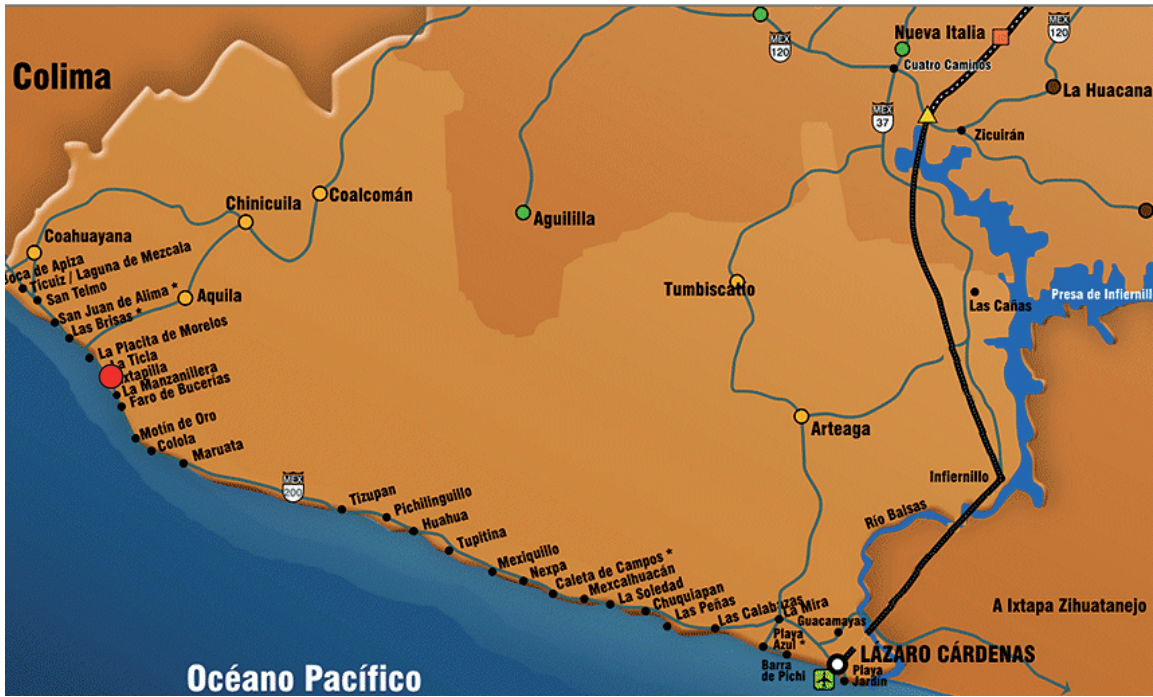 MEX
120
Nueva Italia
MEX
120
Cuatro Caminos
Colima
La Huacana
MEX
37
Zicuirán
Coalcomán
Chinicuila
Aguililla
Coahuayana
Boca de Apiza
Ticuiz / Laguna de Mezcala
San Telmo
San Juan de Alima *
Las Brisas *
Aquila
Tumbiscatío
Las Cañas
Presa de Infiernill
La Placita de Morelos
La Ticla
Ixtapilla
La Manzanillera
Faro de Bucerías
Motín de Oro
Colola
Maruata
Arteaga
Infiernillo
MEX
200
Tizupan
Pichilinguillo
Huahua
Tupitina
Mexiquillo
Nexpa
Caleta de Campos *
Mexcalhuacán
La Soledad
Chuquiapan
Las Peñas
Las Calabazas
La Mira
Río Balsas
Guacamayas
A Ixtapa Zihuatanejo
Playa
Azul *
Barra
de Pichi
LÁZARO CÁRDENAS
Playa
Jardín
Océano Pacífico